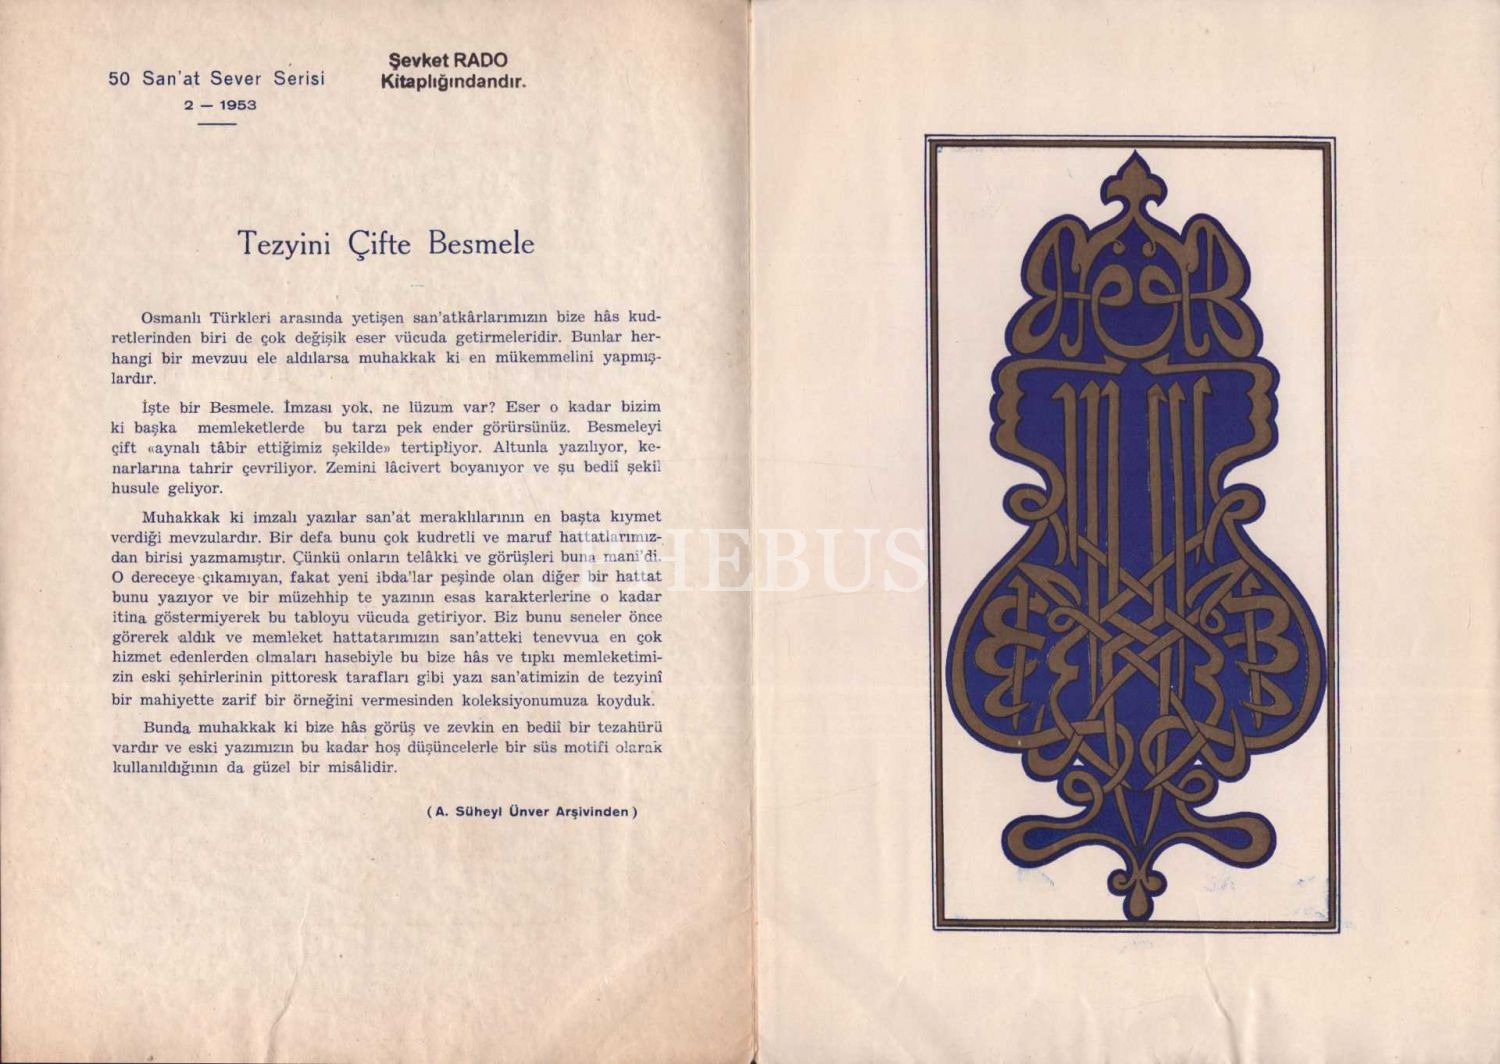 50 San'at Sever Serisi
2 — 1953
Şevket RADO
Kitaplığındandır.
Tezyini Çifte Besmele
Osmanlı Türkleri arasında yetişen san'atkârlarımızın bize hâs kud-
retlerinden biri de çok değişik eser vücuda getirmeleridir. Bunlar her-
hangi bir mevzuu ele aldılarsa muhakkak ki en mükemmelini yapmış-
lardır.
İşte bir Besmele. İmzası yok, ne lüzum var? Eser o kadar bizim
ki başka memleketlerde bu tarzı pek ender görürsünüz. Besmeleyi
çift «aynalı tâbir ettiğimiz şekilde» tertipliyor. Altunla yazılıyor, ke-
narlarına tahrir çevriliyor. Zemini lâcivert boyanıyor ve şu bediî şekil
husule geliyor.
Muhakkak ki imzalı yazılar san'at meraklılarının en başta kıymet
verdiği mevzulardır. Bir defa bunu çok kudretli ve maruf hattatlarımız-
dan birisi yazmamıştır. Çünkü onların telâkki ve görüşleri buna mani'di.
O dereceye çıkamıyan, fakat yeni ibda'lar peşinde olan diğer bir hattat
bunu yazıyor ve bir müzehhip te yazının esas karakterlerine o kadar
itina göstermiyerek bu tabloyu vücuda getiriyor. Biz bunu seneler önce
görerek aldık ve memleket hattatarımızın san'atteki tenevvua en çok
hizmet edenlerden olmaları hasebiyle bu bize hâs ve tıpkı memleketimi-
zin eski şehirlerinin pittoresk tarafları gibi yazı san'atimizin de tezyinî
bir mahiyette zarif bir örneğini vermesinden koleksiyonumuza koyduk.
Bunda muhakkak ki bize hâs görüş ve zevkin en bediî bir tezahürü
vardır ve eski yazımızın bu kadar hoş düşüncelerle bir süs motifi olarak
kullanıldığının da güzel bir misâlidir.
(A. Süheyl Ünver Arşivinden)
PHEBUS